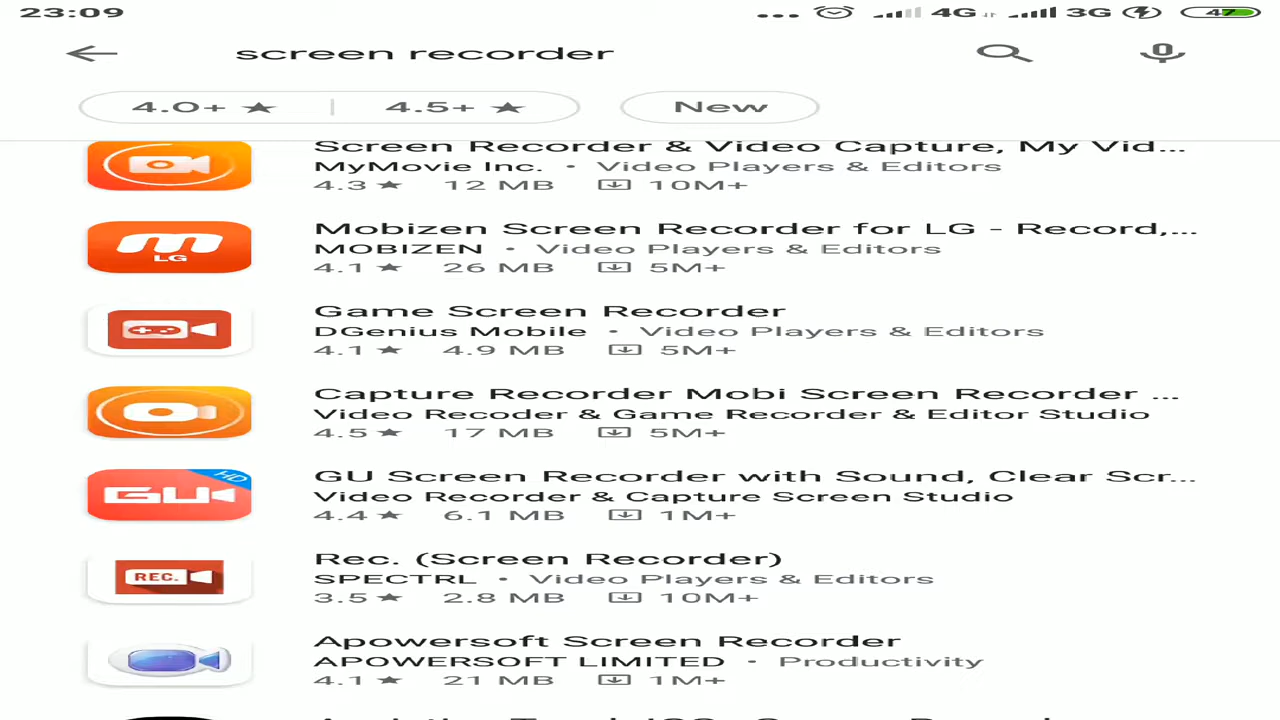 23:09 4G 3G 47
screen recorder
4.0+ ★ 4.5+ ★ New
Screen Recorder & Video Capture, My Vid...
MyMovie Inc. • Video Players & Editors
4.3 ★ 12 MB 10M+
Mobizen Screen Recorder for LG - Record,...
LG
MOBIZEN • Video Players & Editors
4.1 ★ 26 MB 5M+
Game Screen Recorder
DGenius Mobile • Video Players & Editors
4.1 ★ 4.9 MB 5M+
Capture Recorder Mobi Screen Recorder ...
Video Recoder & Game Recorder & Editor Studio
4.5 ★ 17 MB 5M+
HD
GU Screen Recorder with Sound, Clear Scr...
GU
Video Recorder & Capture Screen Studio
4.4 ★ 6.1 MB 1M+
Rec. (Screen Recorder)
REC.
SPECTRL • Video Players & Editors
3.5 ★ 2.8 MB 10M+
Apowersoft Screen Recorder
APOWERSOFT LIMITED • Productivity
4.1 ★ 21 MB 1M+